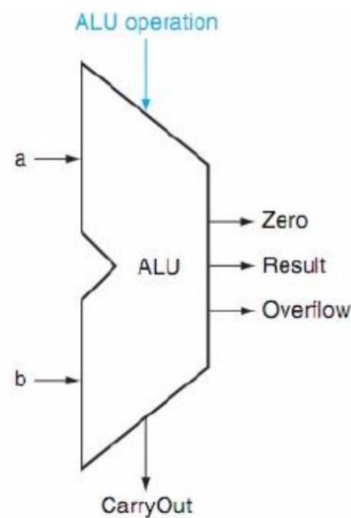 ALU operation
a
Zero
ALU
Result
Overflow
b
CarryOut